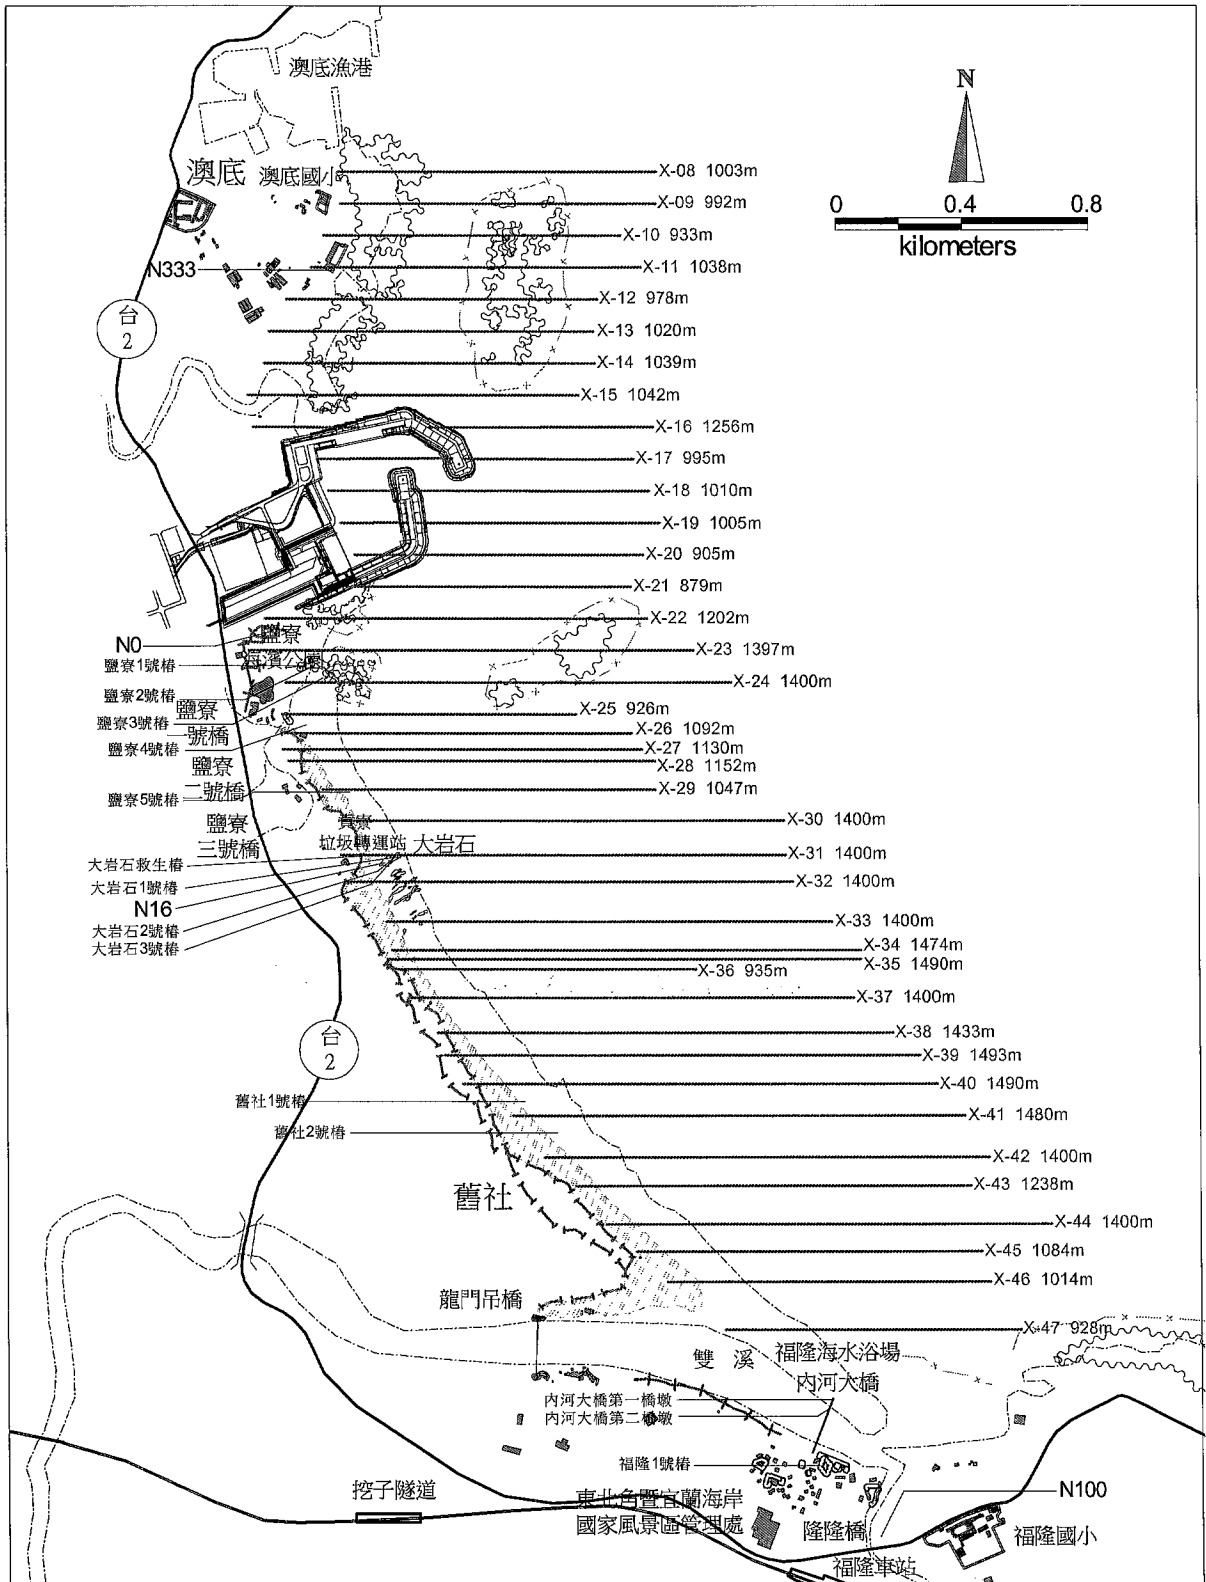 澳底漁港
N
澳底
澳底國小
X-08 1003m
X-09 992m
0 0.4 0.8
kilometers
X-10 933m
N333
X-11 1038m
X-12 978m
台
2
X-13 1020m
X-14 1039m
X-15 1042m
X-16 1256m
X-17 995m
X-18 1010m
X-19 1005m
X-20 905m
X-21 879m
X-22 1202m
N0
鹽寮
海濱公園
X-23 1397m
鹽寮1號樁
X-24 1400m
鹽寮2號樁
鹽寮
一號橋
X-25 926m
鹽寮3號樁
X-26 1092m
鹽寮4號樁
X-27 1130m
鹽寮
二號橋
X-28 1152m
X-29 1047m
鹽寮5號樁
鹽寮
三號橋
貢寮
垃圾轉運站
X-30 1400m
大岩石
X-31 1400m
大岩石救生樁
X-32 1400m
大岩石1號樁
N16
X-33 1400m
大岩石2號樁
X-34 1474m
大岩石3號樁
X-35 1490m
X-36 935m
X-37 1400m
X-38 1433m
台
2
X-39 1493m
X-40 1490m
舊社1號樁
X-41 1480m
舊社2號樁
X-42 1400m
X-43 1238m
舊社
X-44 1400m
X-45 1084m
X-46 1014m
龍門吊橋
X-47 928m
雙溪
福隆海水浴場
內河大橋
內河大橋第一橋墩
內河大橋第二橋墩
福隆1號樁
挖子隧道
東北角暨宜蘭海岸
國家風景區管理處
N100
隆隆橋
福隆國小
福隆車站